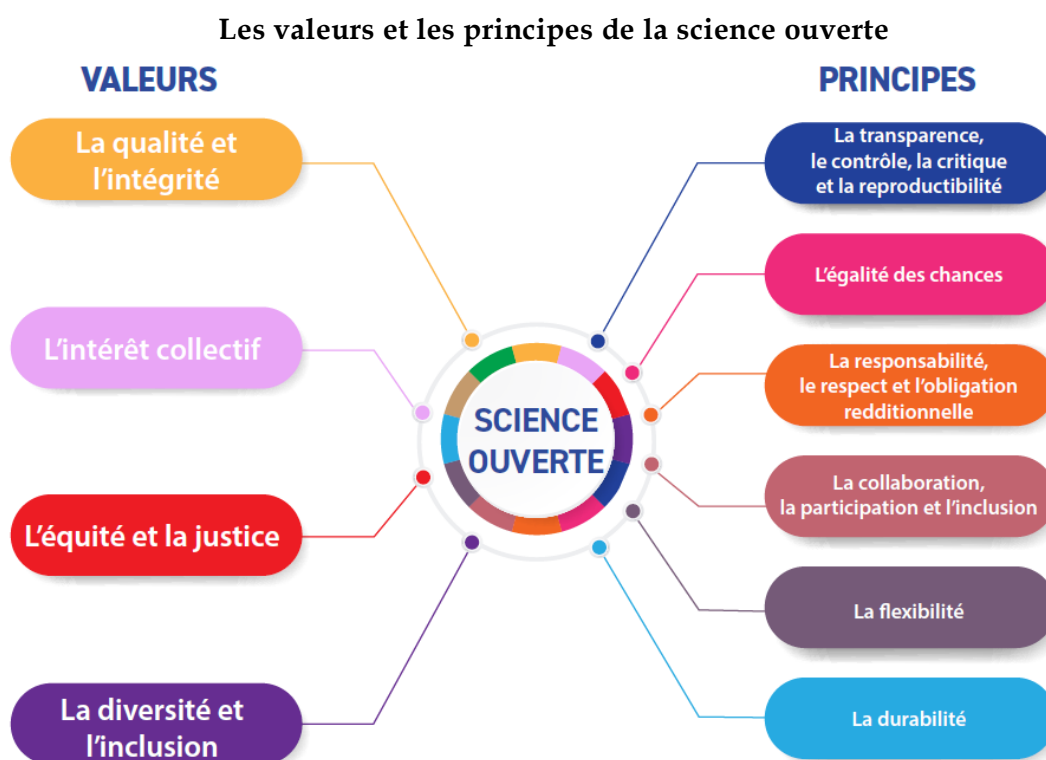 Les valeurs et les principes de la science ouverte
VALEURS
La qualité et
l'intégrité
L'intérêt collectif
L'équité et la justice
La diversité et
l'inclusion
SCIENCE
OUVERTE
PRINCIPES
La transparence,
le contrôle, la critique
et la reproductibilité
L'égalité des chances
La responsabilité,
le respect et l'obligation
redditionnelle
La collaboration,
la participation et l'inclusion
La flexibilité
La durabilité